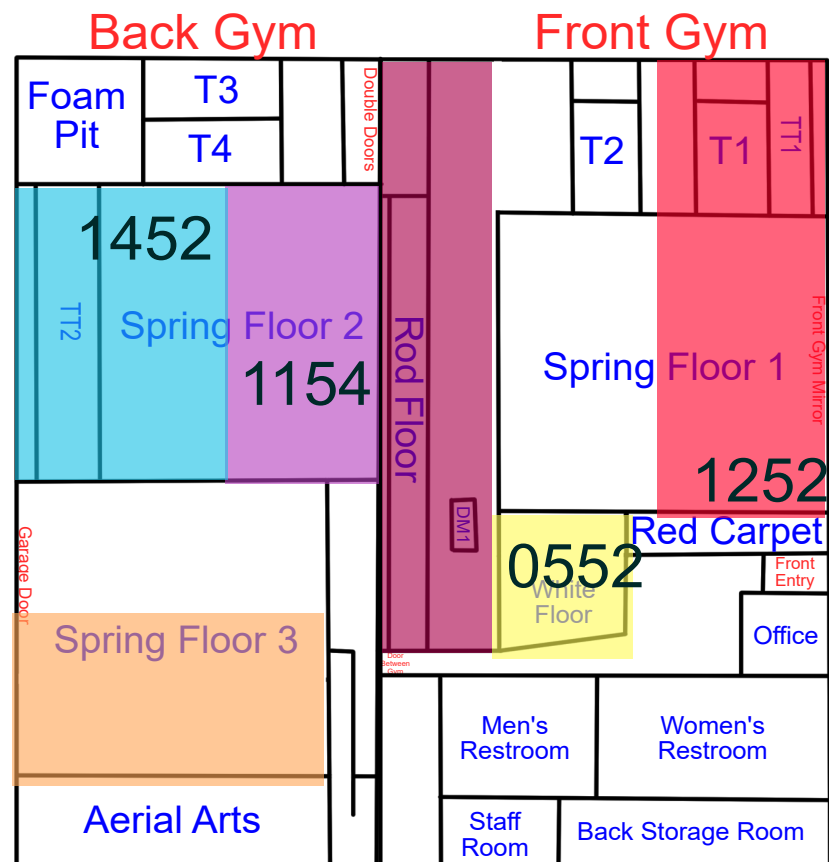 Back Gym
Front Gym
Foam
Pit
T3
T4
Double Doors
T2
T1
TT1
1452
TT2
Spring Floor 2
1154
Rod Floor
Spring Floor 1
Front Gym Mirror
1252
DM1
Red Carpet
0552
White
Floor
Front
Entry
Garage Door
Spring Floor 3
Office
Door
Between
Gym
Men's
Restroom
Women's
Restroom
Aerial Arts
Staff
Room
Back Storage Room